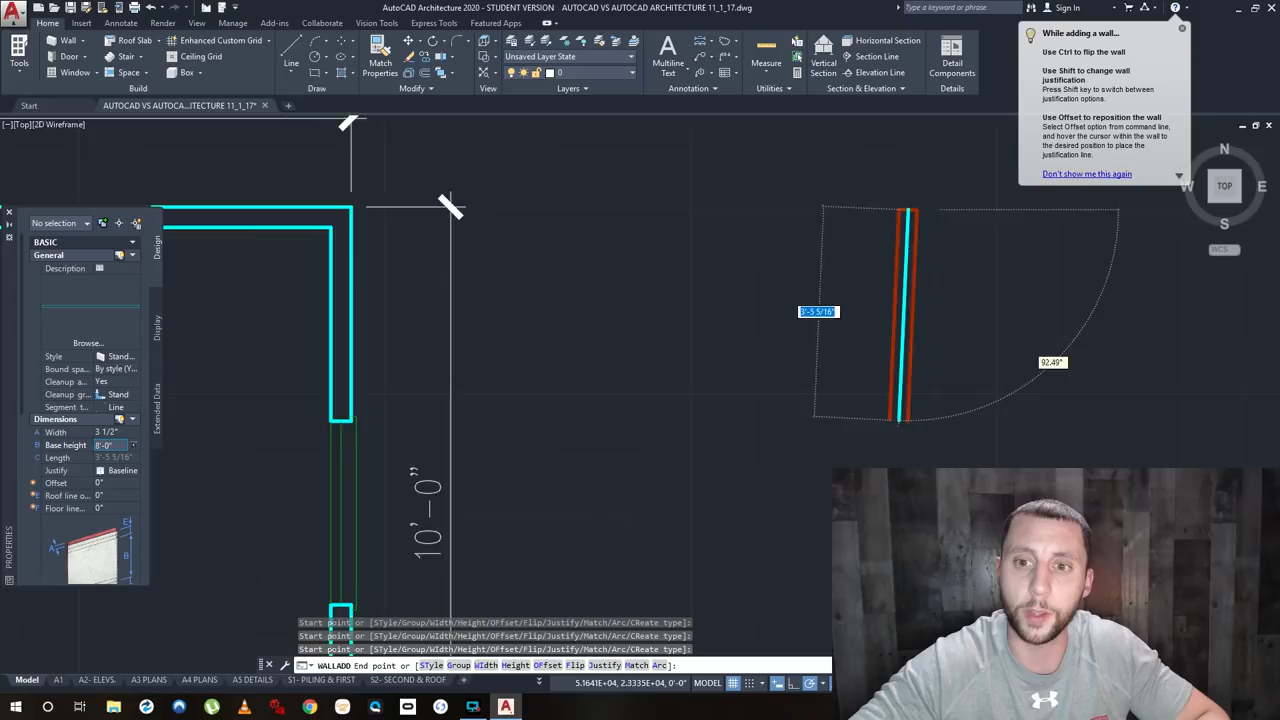 AutoCAD Architecture 2020 - STUDENT VERSION AUTOCAD VS AUTOCAD ARCHITECTURE 11_1_17.dwg
Type a keyword or phrase
Sign In
Home Insert Annotate Render View Manage Add-ins Collaborate Vision Tools Express Tools Featured Apps
Tools
Wall
Door
Window
Roof Slab
Stair
Space
Enhanced Custom Grid
Ceiling Grid
Box
Line
Match
Properties
Unsaved Layer State
0
Multiline
Text
Measure
Vertical
Section
Horizontal Section
Section Line
Elevation Line
Detail
Components
Build
Draw
Modify
View
Layers
Annotation
Utilities
Section & Elevation
Details
While adding a wall...
Use Ctrl to flip the wall
Use Shift to change wall
justification
Press Shift key to switch between
justification options.
Use Offset to reposition the wall
Select Offset option from command line,
and hover the cursor within the wall to
the desired position to place the
justification line.
Don't show me this again
Start
AUTOCAD VS AUTOCA...ITECTURE 11_1_17*
[−][Top][2D Wireframe]
N
W
TOP
E
S
WCS
No selection
BASIC
General
Description
Browse...
Style Stand...
Bound spa... By style (Y...
Cleanup a... Yes
Cleanup gr... Stand
Segment t... Line
Dimensions
A Width 3 1/2"
B Base height 8'-0"
C Length 3'-5 5/16"
Justify Baseline
Offset 0"
E Roof line o... 0"
F Floor line... 0"
Design
Display
Extended Data
PROPERTIES
A
E
B
3'-5 5/16"
92.49°
10'-0"
Start point or [STyle/Group/WIdth/Height/OFfset/Flip/Justify/Match/Arc/CReate type]:
Start point or [STyle/Group/WIdth/Height/OFfset/Flip/Justify/Match/Arc/CReate type]:
Start point or [STyle/Group/WIdth/Height/OFfset/Flip/Justify/Match/Arc/CReate type]:
WALLADD End point or [STyle Group WIdth Height OFfset Flip Justify Match Arc]:
Model A1 A2- ELEVS. A3 PLANS A4 PLANS A5 DETAILS S1- PILING & FIRST S2- SECOND & ROOF
5.1641E+04, 2.3335E+04, 0'-0" MODEL